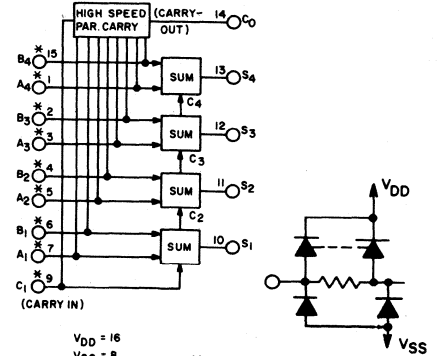 HIGH SPEED (CARRY- 14 C0
PAR. CARRY OUT)
* B4 15
* A4 1 SUM 13 S4
C4
* B3 2
* A3 3 SUM 12 S3
C3
* B2 4
* A2 5 SUM 11 S2
C2
* B1 6
* A1 7 SUM 10 S1
* C1 9
(CARRY IN)
VDD
VSS
VDD = 16
VSS = 8